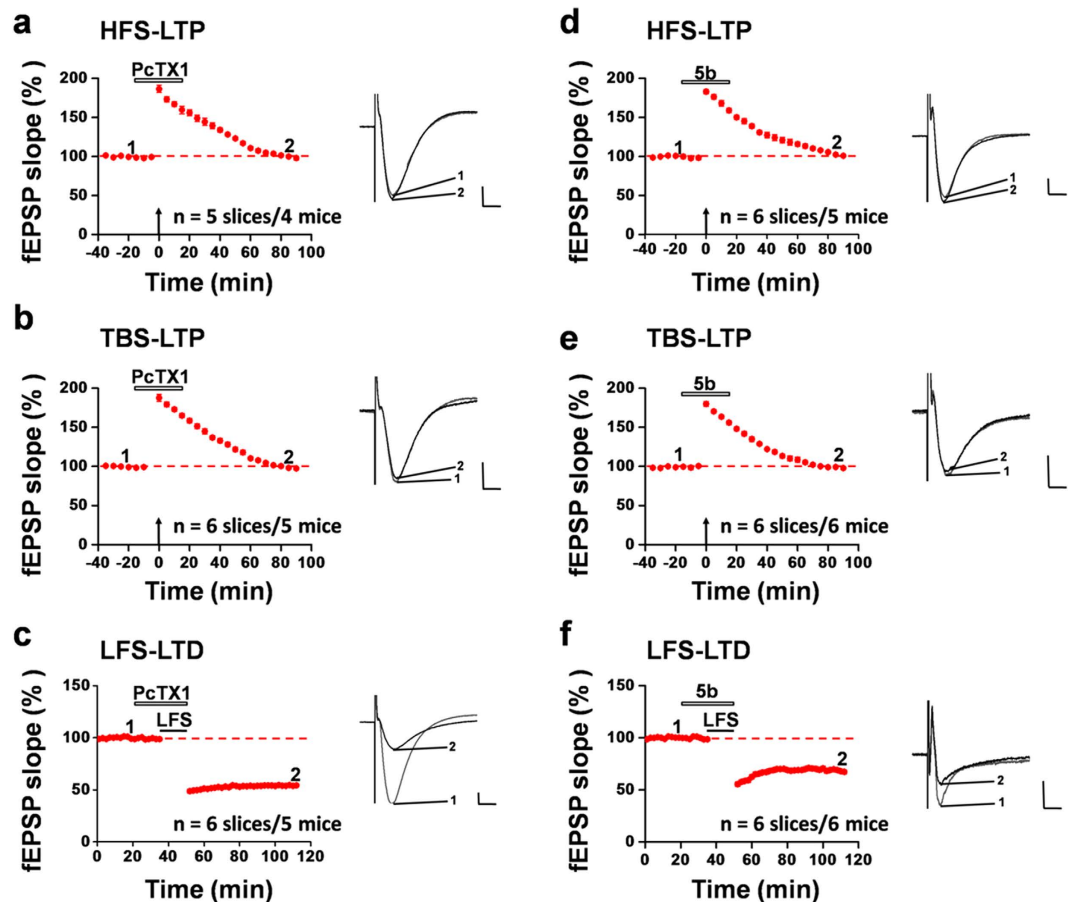 a
HFS-LTP
PcTX1
fEPSP slope (%)
200
150
100
50
0
1
2
1
2
n = 5 slices/4 mice
-40 -20 0 20 40 60 80 100
Time (min)
d
HFS-LTP
5b
fEPSP slope (%)
200
150
100
50
0
1
2
1
2
n = 6 slices/5 mice
-40 -20 0 20 40 60 80 100
Time (min)
b
TBS-LTP
PcTX1
fEPSP slope (%)
200
150
100
50
0
1
2
2
1
n = 6 slices/5 mice
-40 -20 0 20 40 60 80 100
Time (min)
e
TBS-LTP
5b
fEPSP slope (%)
200
150
100
50
0
1
2
2
1
n = 6 slices/6 mice
-40 -20 0 20 40 60 80 100
Time (min)
c
LFS-LTD
PcTX1
LFS
fEPSP slope (%)
150
100
50
0
1
2
2
1
n = 6 slices/5 mice
0 20 40 60 80 100 120
Time (min)
f
LFS-LTD
5b
LFS
fEPSP slope (%)
150
100
50
0
1
2
2
1
n = 6 slices/6 mice
0 20 40 60 80 100 120
Time (min)